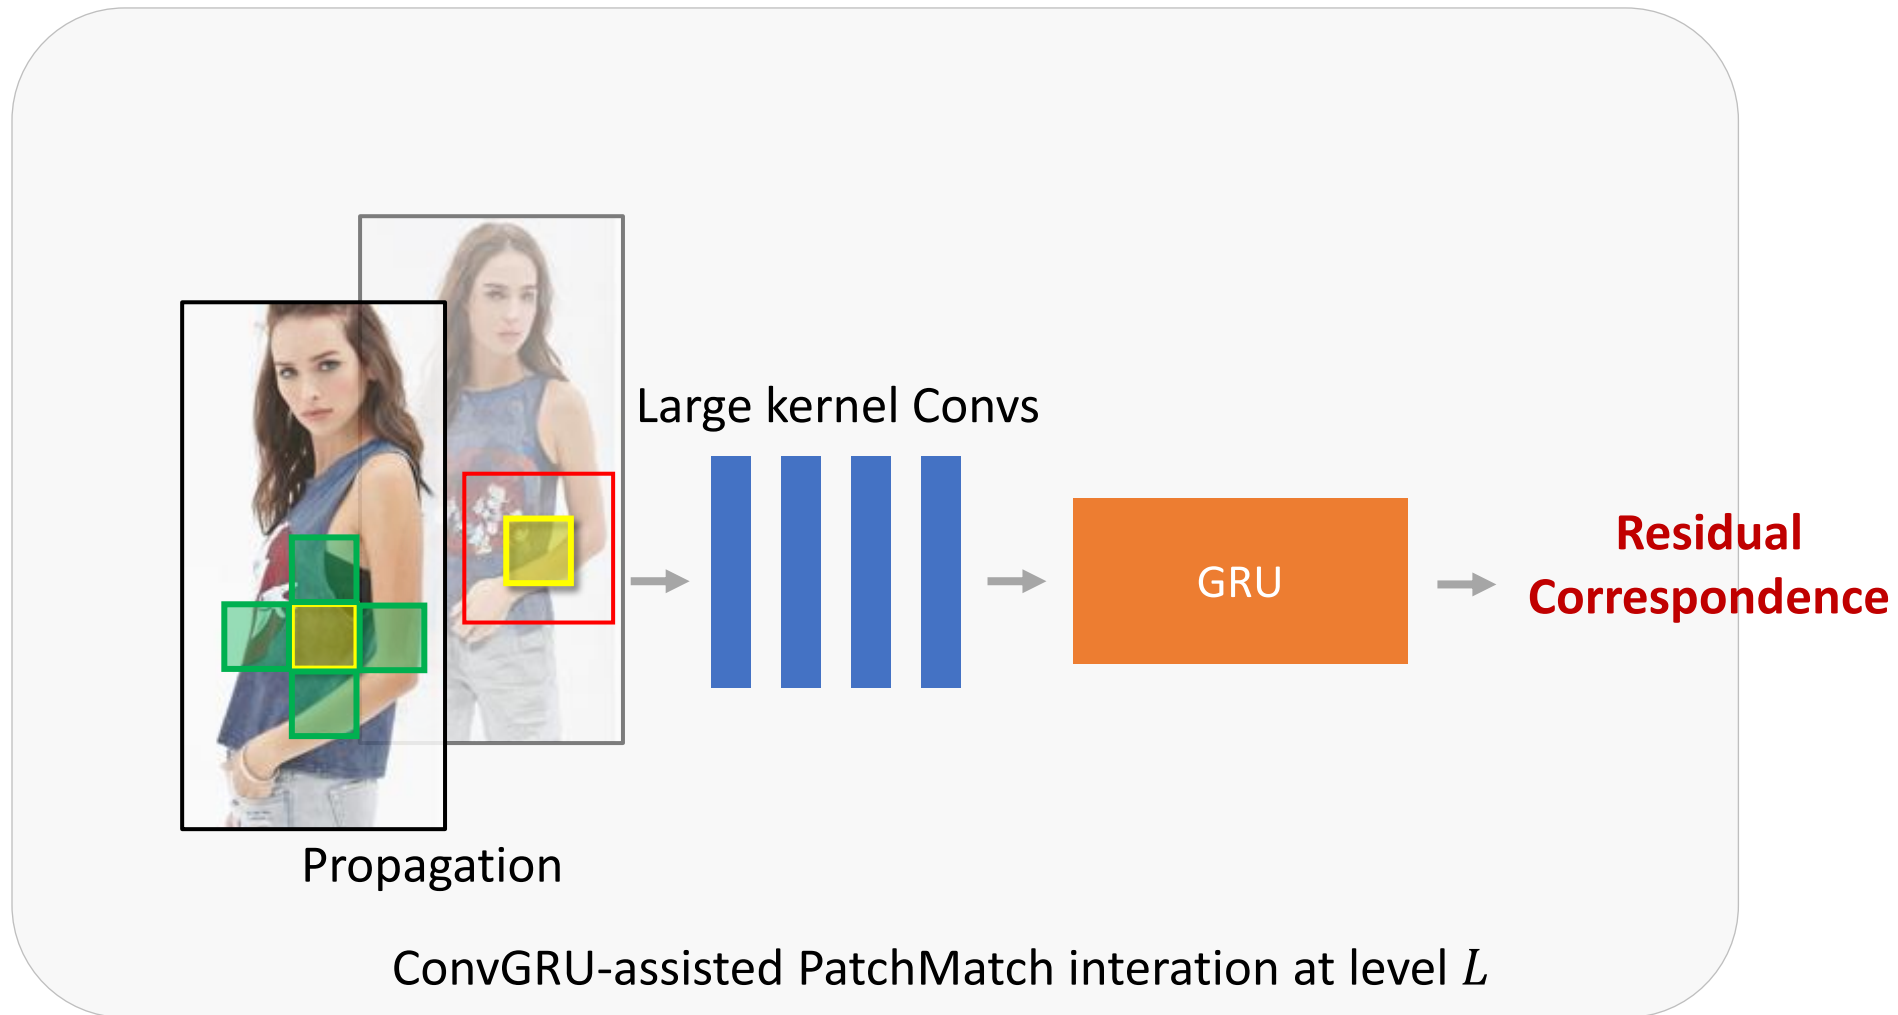 Large kernel Convs
GRU
Residual
Correspondence
Propagation
ConvGRU-assisted PatchMatch interation at level L